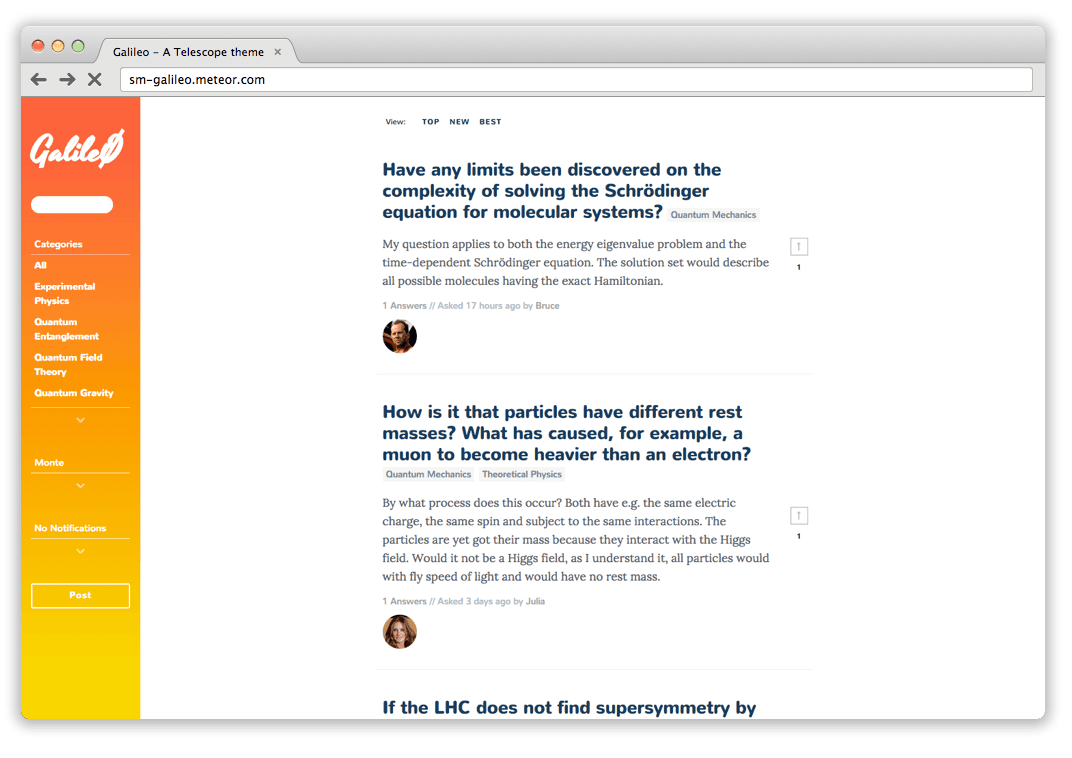 Galileo – A Telescope theme
sm-galileo.meteor.com
GalileØ
Categories
All
Experimental
Physics
Quantum
Entanglement
Quantum Field
Theory
Quantum Gravity
Monte
No Notifications
Post
View: TOP NEW BEST
Have any limits been discovered on the
complexity of solving the Schrödinger
equation for molecular systems? Quantum Mechanics
My question applies to both the energy eigenvalue problem and the
time-dependent Schrödinger equation. The solution set would describe
all possible molecules having the exact Hamiltonian.
1
1 Answers // Asked 17 hours ago by Bruce
How is it that particles have different rest
masses? What has caused, for example, a
muon to become heavier than an electron?
Quantum Mechanics Theoretical Physics
By what process does this occur? Both have e.g. the same electric
charge, the same spin and subject to the same interactions. The
particles are yet got their mass because they interact with the Higgs
field. Would it not be a Higgs field, as I understand it, all particles would
with fly speed of light and would have no rest mass.
1
1 Answers // Asked 3 days ago by Julia
If the LHC does not find supersymmetry by